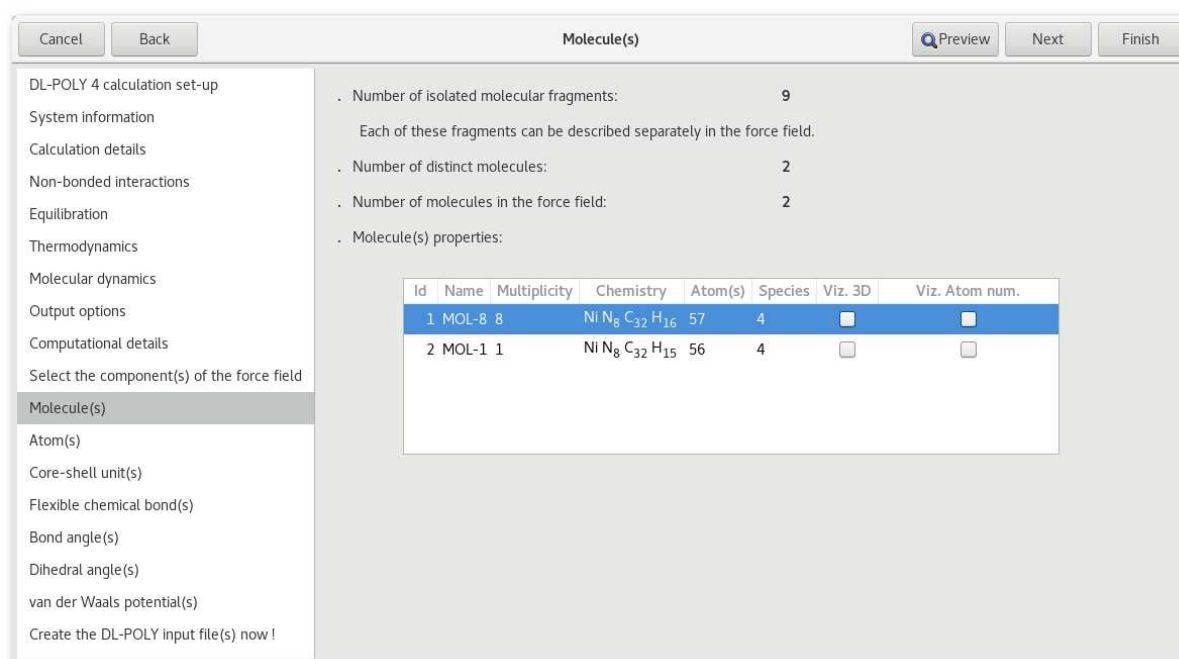 Cancel Back Molecule(s) Preview Next Finish
DL-POLY 4 calculation set-up
System information
Calculation details
Non-bonded interactions
Equilibration
Thermodynamics
Molecular dynamics
Output options
Computational details
Select the component(s) of the force field
Molecule(s)
Atom(s)
Core-shell unit(s)
Flexible chemical bond(s)
Bond angle(s)
Dihedral angle(s)
van der Waals potential(s)
Create the DL-POLY input file(s) now !
. Number of isolated molecular fragments: 9
Each of these fragments can be described separately in the force field.
. Number of distinct molecules: 2
. Number of molecules in the force field: 2
. Molecule(s) properties:
Id Name Multiplicity Chemistry Atom(s) Species Viz. 3D Viz. Atom num.
1 MOL-8 8 Ni N₈ C₃₂ H₁₆ 57 4
2 MOL-1 1 Ni N₈ C₃₂ H₁₅ 56 4